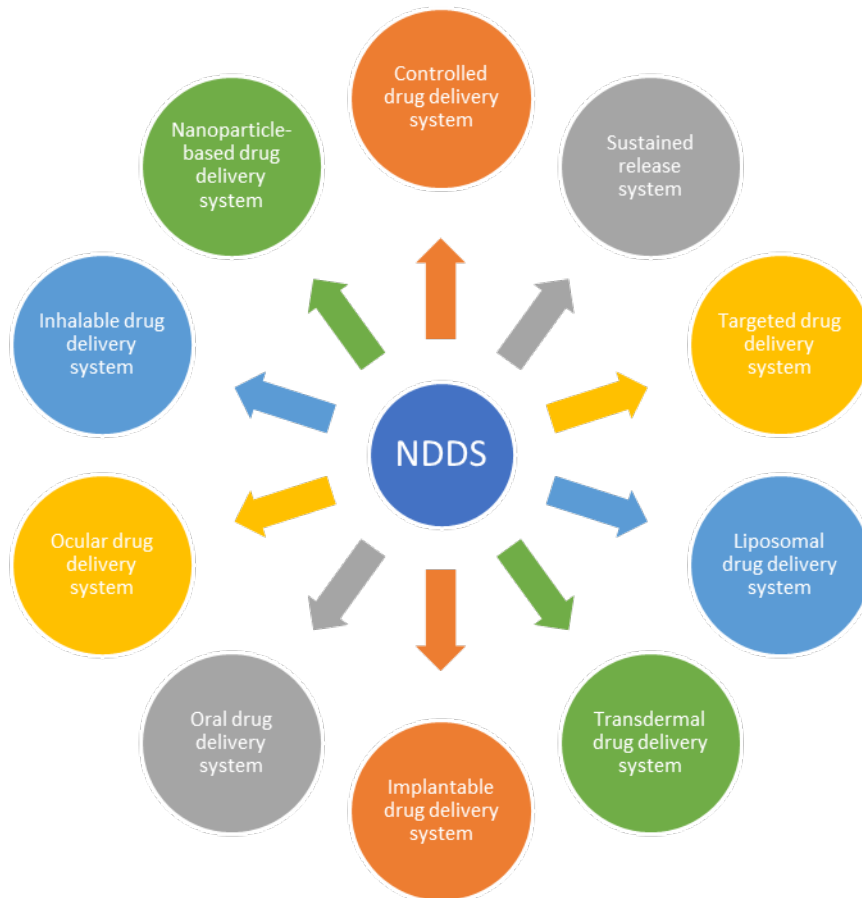 Controlled
drug delivery
system
Sustained
release
system
Targeted drug
delivery
system
Liposomal
drug delivery
system
Transdermal
drug delivery
system
Implantable
drug delivery
system
Oral drug
delivery
system
Ocular drug
delivery
system
Inhalable drug
delivery
system
Nanoparticle-
based drug
delivery
system
NDDS